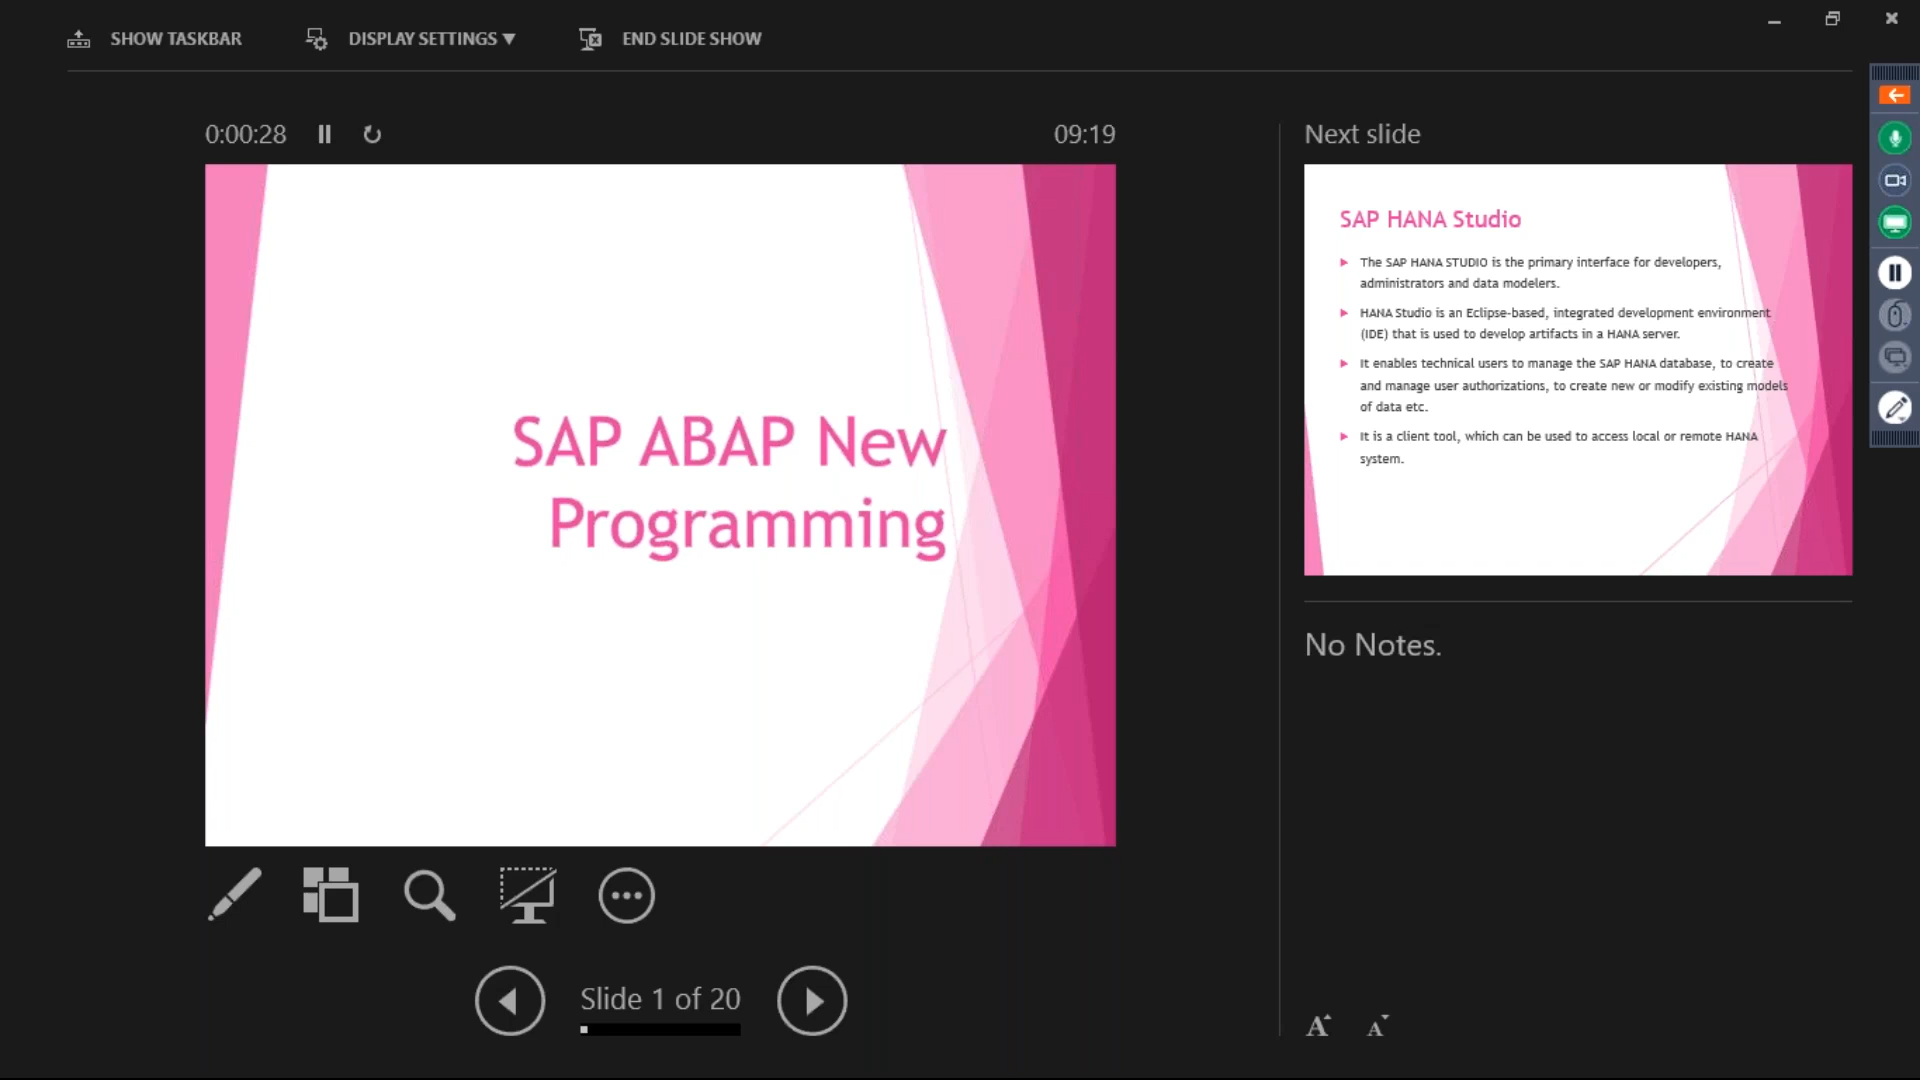 SHOW TASKBAR
DISPLAY SETTINGS ▼
END SLIDE SHOW
0:00:28
09:19
SAP ABAP New
Programming
Slide 1 of 20
Next slide
SAP HANA Studio
The SAP HANA STUDIO is the primary interface for developers,
administrators and data modelers.
HANA Studio is an Eclipse-based, integrated development environment
(IDE) that is used to develop artifacts in a HANA server.
It enables technical users to manage the SAP HANA database, to create
and manage user authorizations, to create new or modify existing models
of data etc.
It is a client tool, which can be used to access local or remote HANA
system.
No Notes.
A A